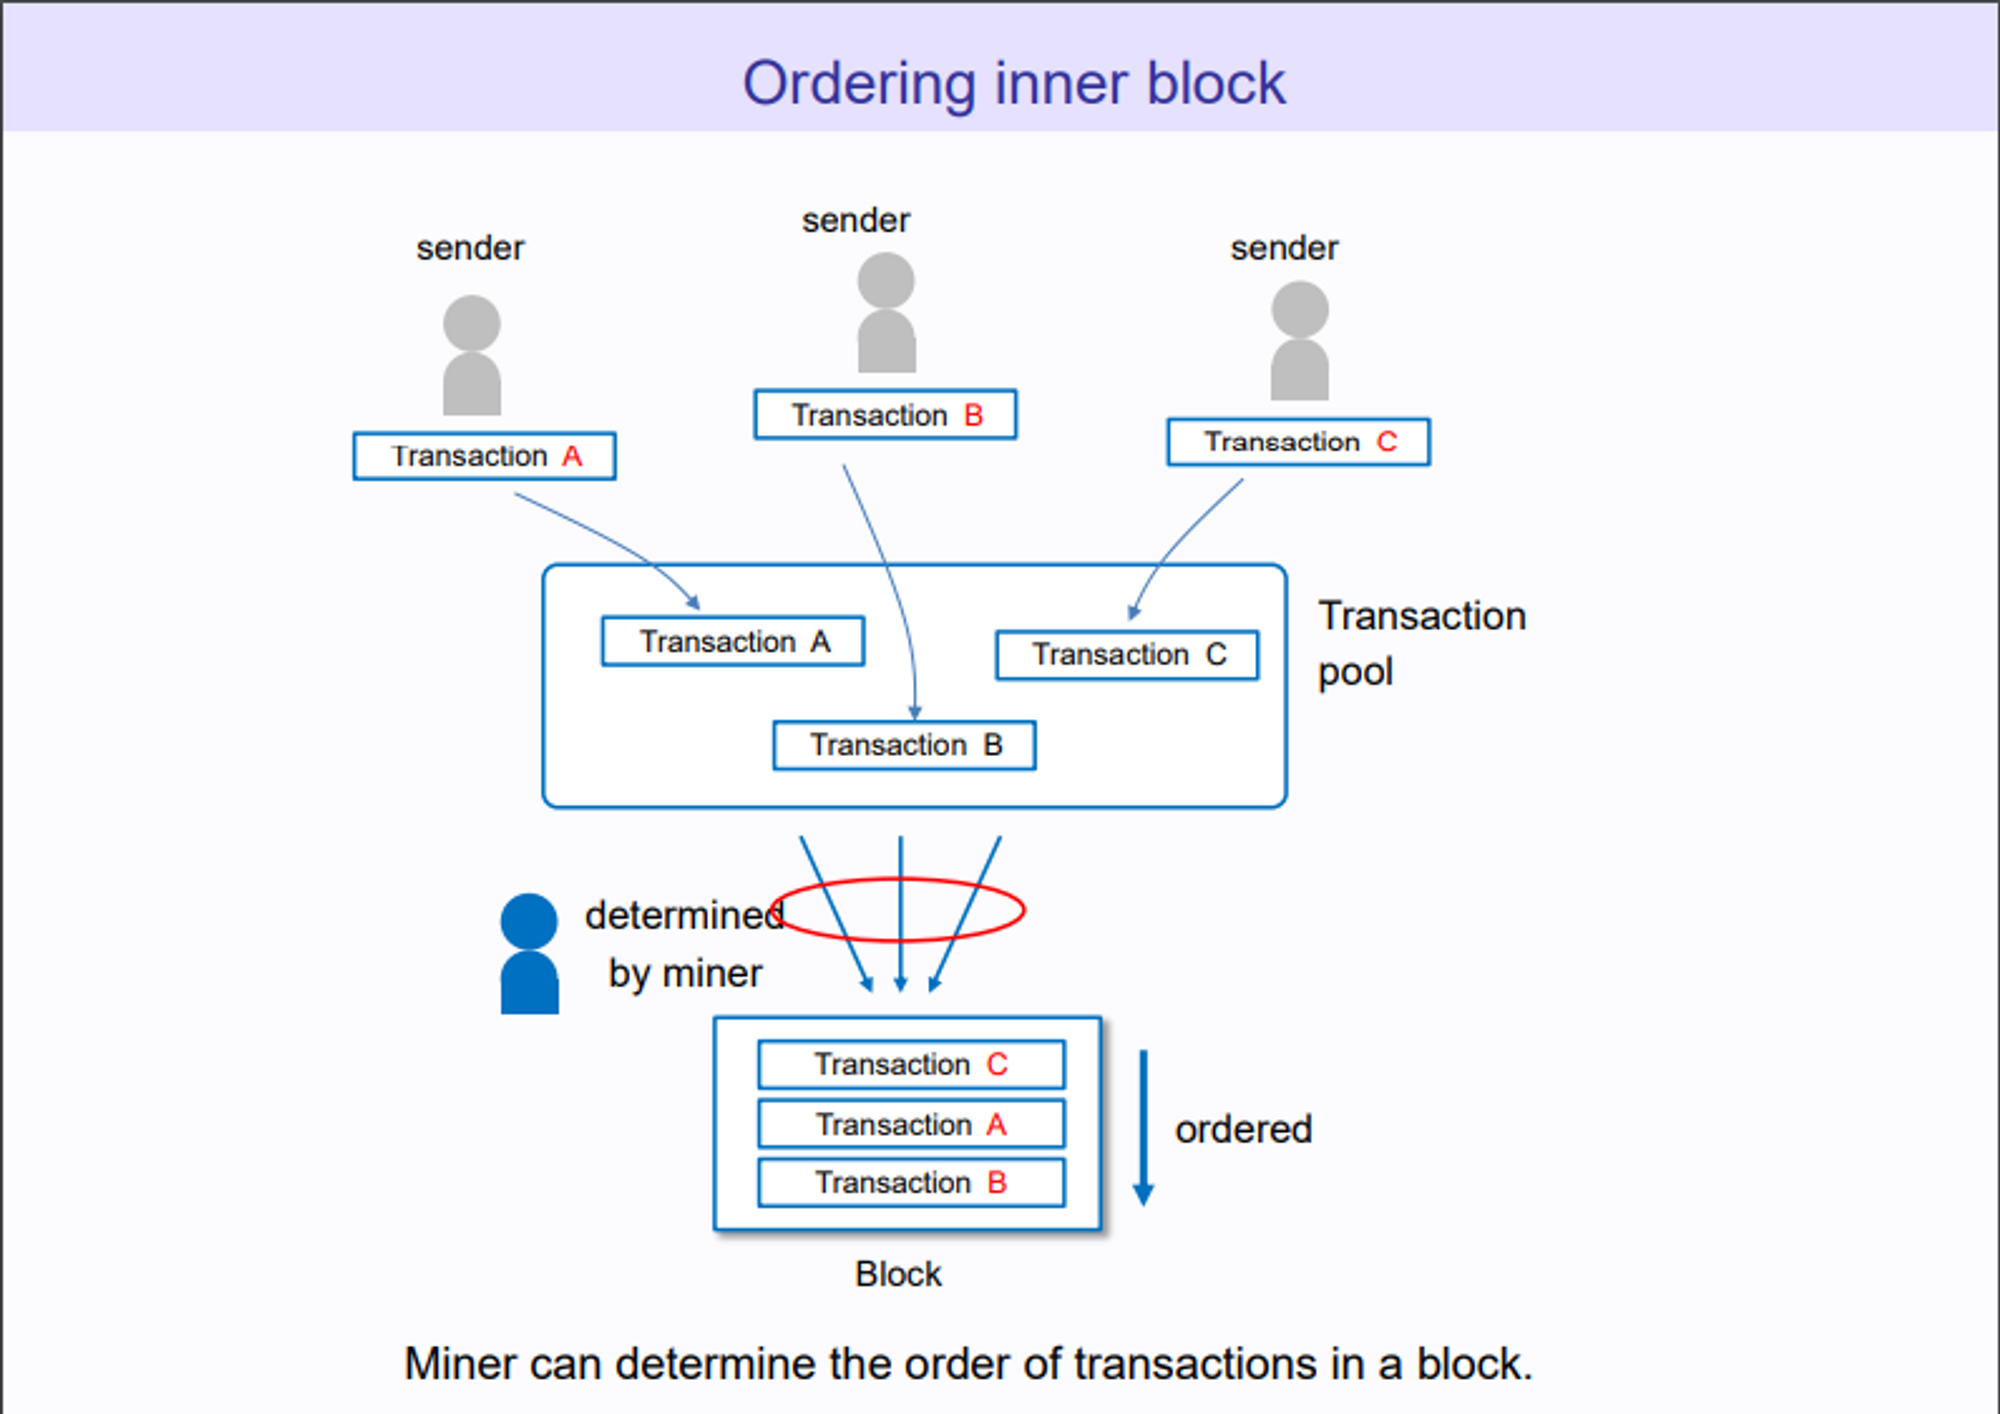 Ordering inner block
sender
sender
sender
Transaction A
Transaction B
Transaction C
Transaction A
Transaction C
Transaction B
Transaction
pool
determined
by miner
Transaction C
Transaction A
Transaction B
ordered
Block
Miner can determine the order of transactions in a block.